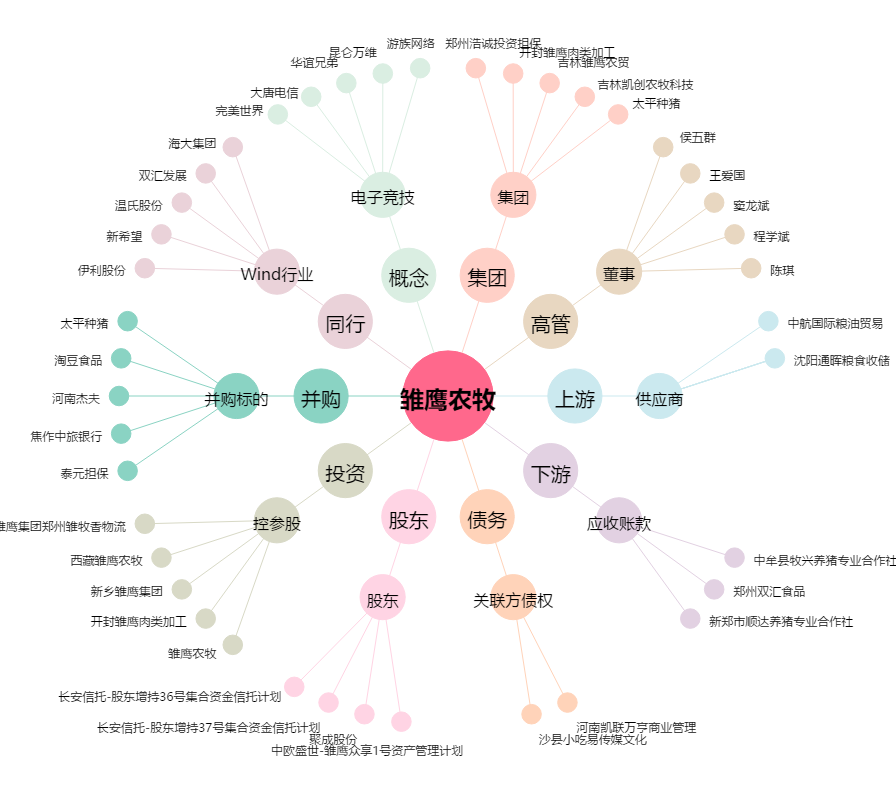 游族网络
昆仑万维
华谊兄弟
大唐电信
完美世界
电子竞技
概念
郑州浩诚投资担保
开封雏鹰肉类加工
吉林雏鹰农贸
吉林凯创农牧科技
太平种猪
集团
集团
海大集团
双汇发展
温氏股份
新希望
伊利股份
Wind行业
同行
侯五群
王爱国
窦龙斌
程学斌
陈琪
董事
高管
太平种猪
淘豆食品
河南杰夫
焦作中旅银行
泰元担保
并购标的
并购
雏鹰农牧
上游
供应商
中航国际粮油贸易
沈阳通晖粮食收储
投资
控参股
雏鹰集团郑州雏牧香物流
西藏雏鹰农牧
新乡雏鹰集团
开封雏鹰肉类加工
雏鹰农牧
下游
应收账款
中牟县牧兴养猪专业合作社
郑州双汇食品
新郑市顺达养猪专业合作社
股东
股东
长安信托-股东增持36号集合资金信托计划
长安信托-股东增持37号集合资金信托计划
聚成股份
中欧盛世-雏鹰众享1号资产管理计划
债务
关联方债权
河南凯联万亨商业管理
沙县小吃易传媒文化